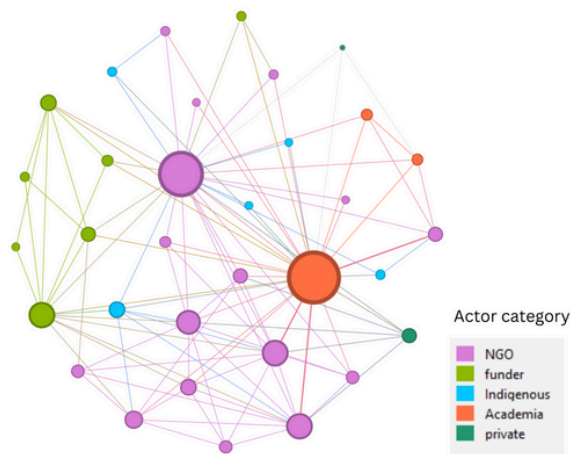 Actor category
NGO
funder
Indigenous
Academia
private